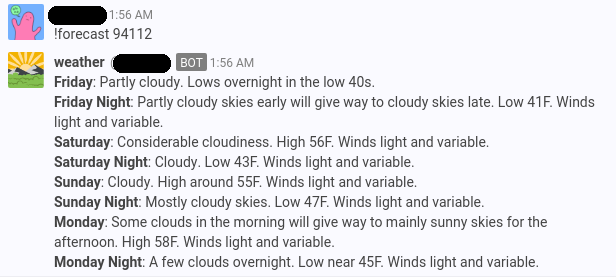 1:56 AM
!forecast 94112
weather ( BOT 1:56 AM
Friday: Partly cloudy. Lows overnight in the low 40s.
Friday Night: Partly cloudy skies early will give way to cloudy skies late. Low 41F. Winds
light and variable.
Saturday: Considerable cloudiness. High 56F. Winds light and variable.
Saturday Night: Cloudy. Low 43F. Winds light and variable.
Sunday: Cloudy. High around 55F. Winds light and variable.
Sunday Night: Mostly cloudy skies. Low 47F. Winds light and variable.
Monday: Some clouds in the morning will give way to mainly sunny skies for the
afternoon. High 58F. Winds light and variable.
Monday Night: A few clouds overnight. Low near 45F. Winds light and variable.